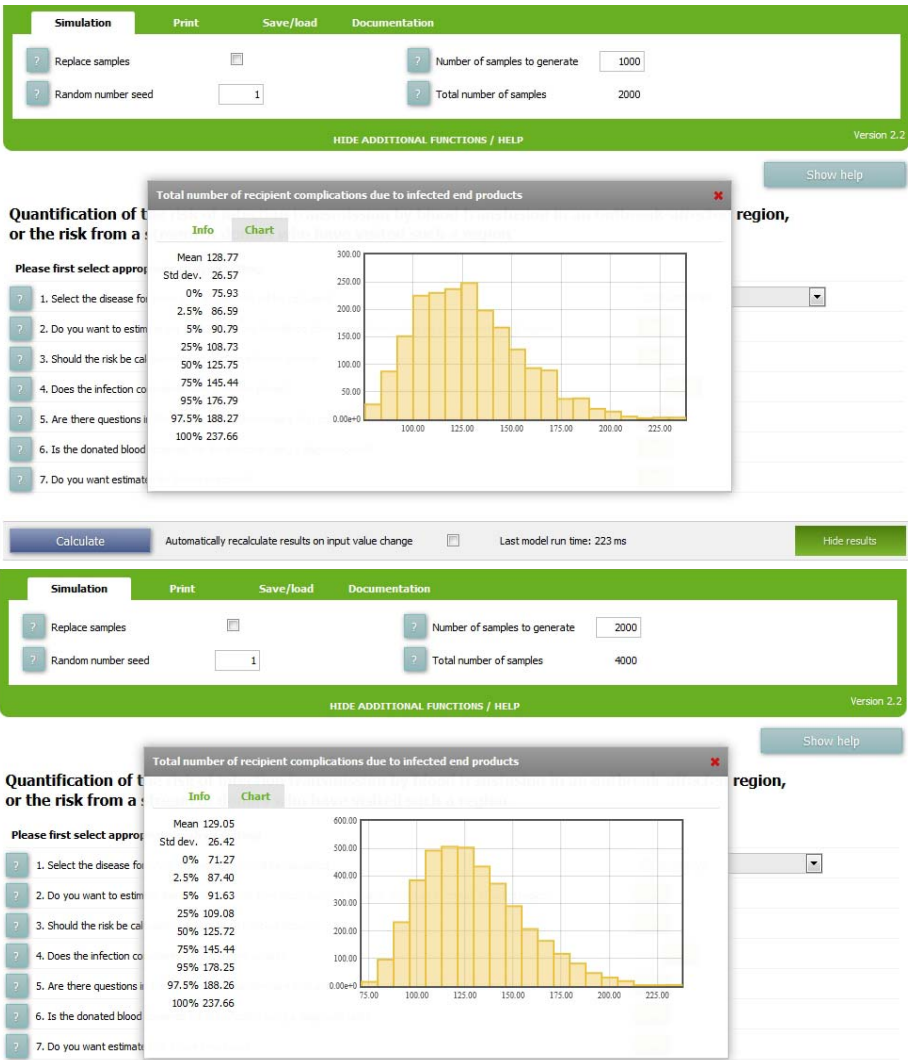 Simulation Print Save/load Documentation
? Replace samples ? Number of samples to generate 1000
? Random number seed 1 ? Total number of samples 2000
HIDE ADDITIONAL FUNCTIONS / HELP Version 2.2
Show help
Total number of recipient complications due to infected end products
Quantification of t region,
or the risk from a
Info Chart
Please first select approp
Mean 128.77
Std dev. 26.57
0% 75.93
2.5% 86.59
5% 90.79
25% 108.73
50% 125.75
75% 145.44
95% 176.79
97.5% 188.27
100% 237.66
300.00
250.00
200.00
150.00
100.00
50.00
0.00e+0
100.00 125.00 150.00 175.00 200.00 225.00
? 1. Select the disease fo
? 2. Do you want to estim
? 3. Should the risk be cal
? 4. Does the infection co
? 5. Are there questions i
? 6. Is the donated blood
? 7. Do you want estimat
Calculate Automatically recalculate results on input value change Last model run time: 223 ms Hide results
Simulation Print Save/load Documentation
? Replace samples ? Number of samples to generate 2000
? Random number seed 1 ? Total number of samples 4000
HIDE ADDITIONAL FUNCTIONS / HELP Version 2.2
Show help
Total number of recipient complications due to infected end products
Quantification of t region,
or the risk from a
Info Chart
Please first select approp
Mean 129.05
Std dev. 26.42
0% 71.27
2.5% 87.40
5% 91.63
25% 109.08
50% 125.72
75% 145.44
95% 178.25
97.5% 188.26
100% 237.66
600.00
500.00
400.00
300.00
200.00
100.00
0.00e+0
75.00 100.00 125.00 150.00 175.00 200.00 225.00
? 1. Select the disease fo
? 2. Do you want to estim
? 3. Should the risk be cal
? 4. Does the infection co
? 5. Are there questions i
? 6. Is the donated blood
? 7. Do you want estimat